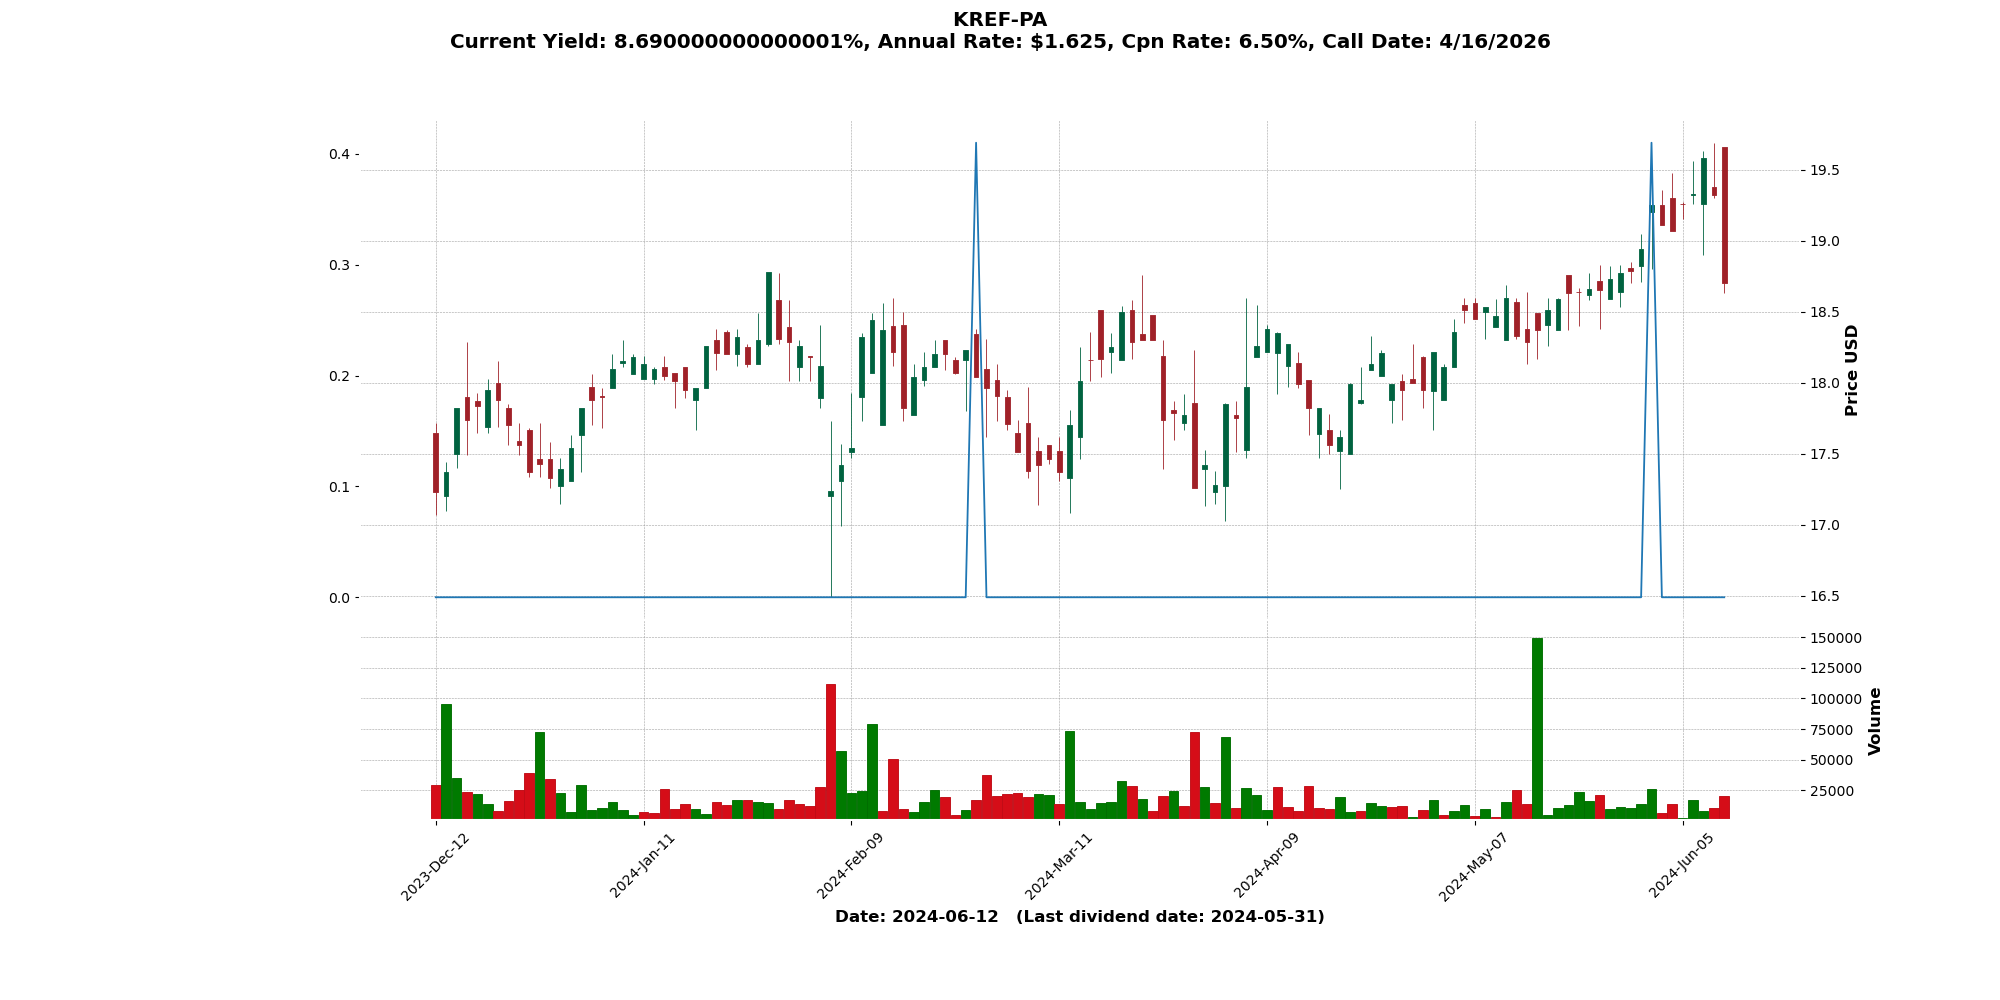 KREF-PA
Current Yield: 8.690000000000001%, Annual Rate: $1.625, Cpn Rate: 6.50%, Call Date: 4/16/2026
0.4
0.3
0.2
0.1
0.0
19.5
19.0
18.5
18.0
17.5
17.0
16.5
Price USD
150000
125000
100000
75000
50000
25000
Volume
2023-Dec-12
2024-Jan-11
2024-Feb-09
2024-Mar-11
2024-Apr-09
2024-May-07
2024-Jun-05
Date: 2024-06-12   (Last dividend date: 2024-05-31)